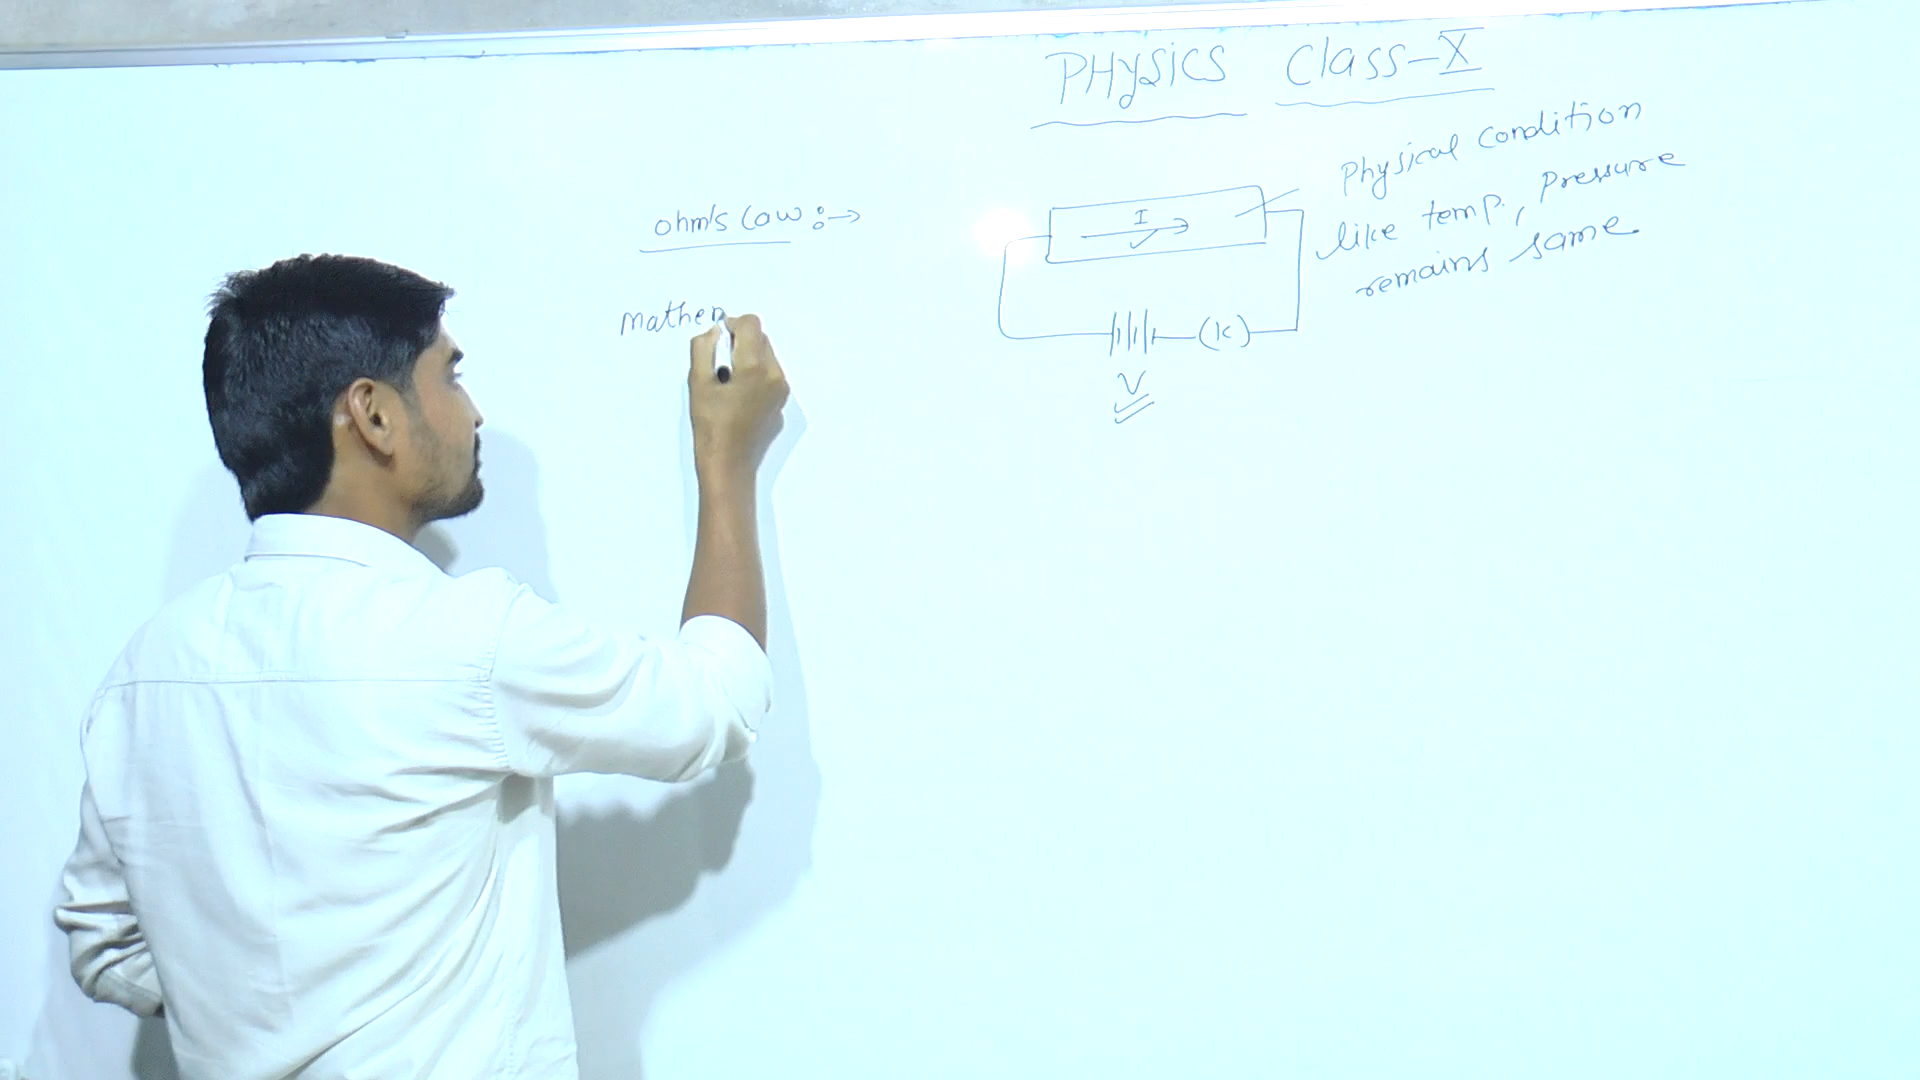 PHYSICS Class-X
ohm's Law :→
Mathem
Physical condition
like temp., Pressure
remains same.
I
(K)
V